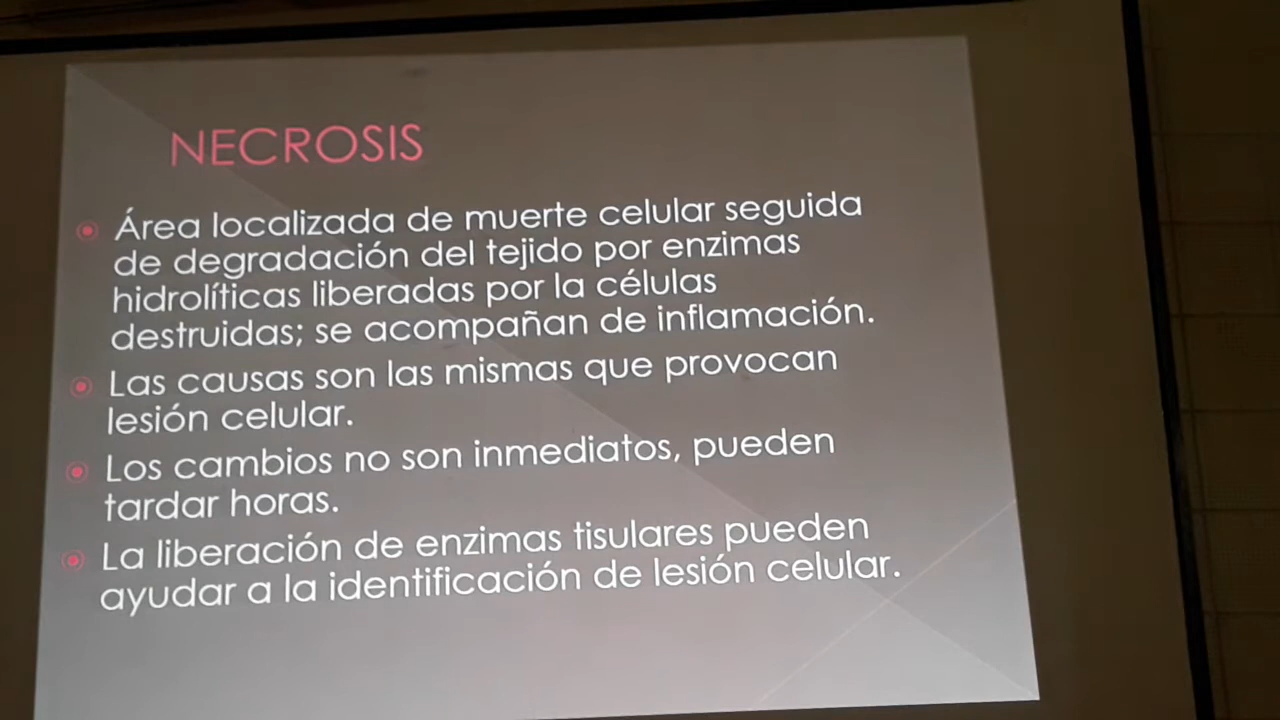 NECROSIS
Área localizada de muerte celular seguida
de degradación del tejido por enzimas
hidrolíticas liberadas por la células
destruidas; se acompañan de inflamación.
Las causas son las mismas que provocan
lesión celular.
Los cambios no son inmediatos, pueden
tardar horas.
La liberación de enzimas tisulares pueden
ayudar a la identificación de lesión celular.